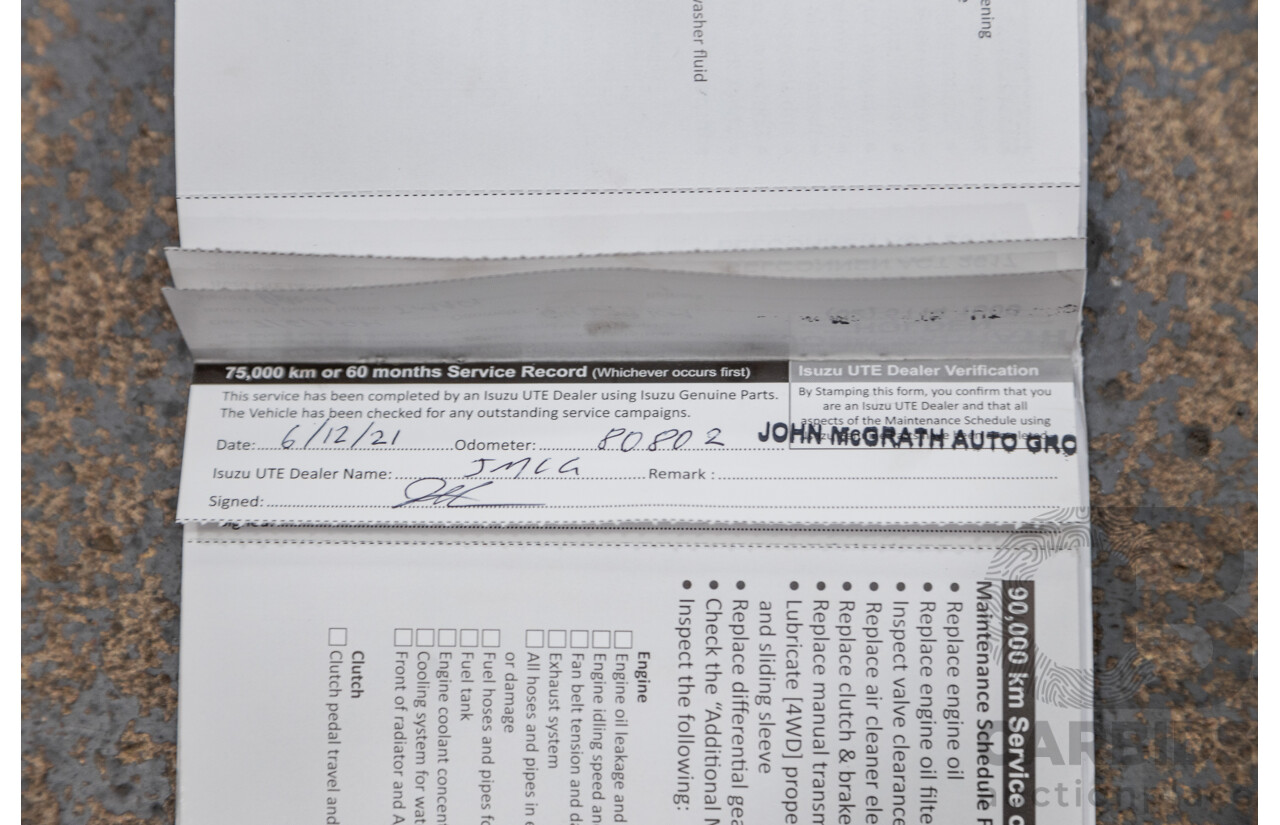 asher fluid
ening
75,000 km or 60 months Service Record (Whichever occurs first)
This service has been completed by an Isuzu UTE Dealer using Isuzu Genuine Parts.
The Vehicle has been checked for any outstanding service campaigns.
Date: 6/12/21 Odometer: 80802
Isuzu UTE Dealer Name: JMCG Remark :
Signed:
Isuzu UTE Dealer Verification
By Stamping this form, you confirm that you
are an Isuzu UTE Dealer and that all
aspects of the Maintenance Schedule using
JOHN MCGRATH AUTO GRO
90,000 km Service o
Maintenance Schedule F
• Replace engine oil
• Replace engine oil filte
• Inspect valve clearance
• Replace air cleaner ele
• Replace clutch & brake
• Replace manual transm
• Lubricate [4WD] prope
and sliding sleeve
• Replace differential gea
• Check the “Additional M
• Inspect the following:
Engine
Engine oil leakage and
Engine idling speed an
Fan belt tension and da
Exhaust system
All hoses and pipes in e
or damage
Fuel hoses and pipes fo
Fuel tank
Engine coolant concent
Cooling system for wat
Front of radiator and A
Clutch
Clutch pedal travel and
CARBIDS